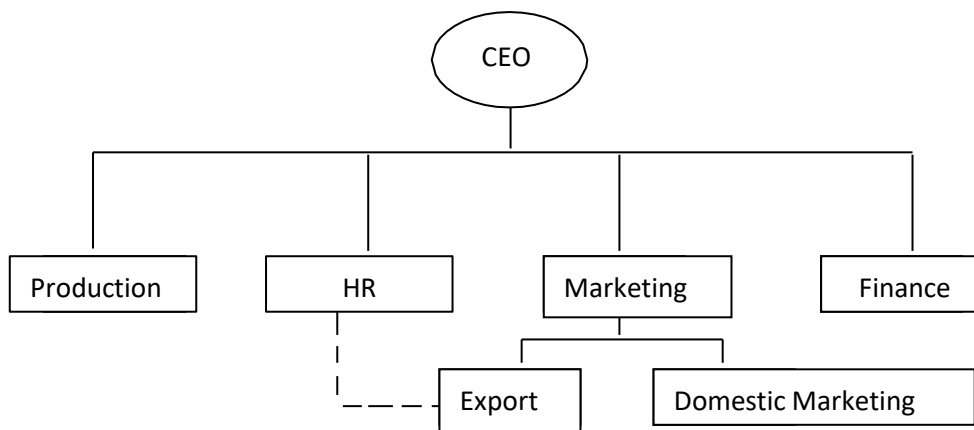 CEO
Production
HR
Marketing
Finance
Export
Domestic Marketing